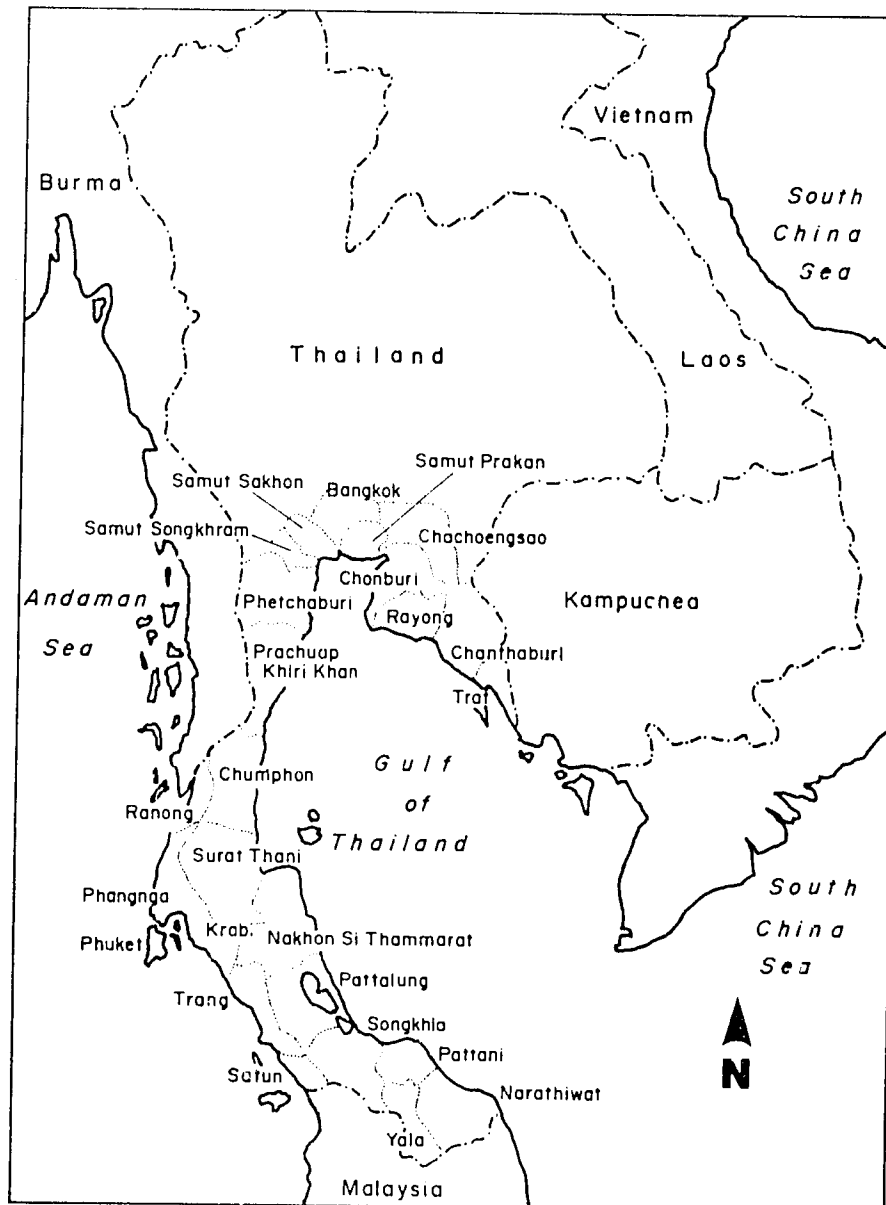 Vietnam
Burma
South
China
Sea
Thailand
Laos
Samut Prakan
Samut Sakhon
Bangkok
Samut Songkhram
Chachoengsao
Chonburi
Andaman
Sea
Phetchaburi
Rayong
Kampucnea
Prachuap
Khiri Khan
Chanthaburi
Trat
Chumphon
Gulf
of
Thailand
Ranong
Surat Thani
Phangnga
South
China
Sea
Krab.
Nakhon Si Thammarat
Phuket
Pattalung
Trang
Songkhla
Pattani
N
Satun
Narathiwat
Yala
Malaysia